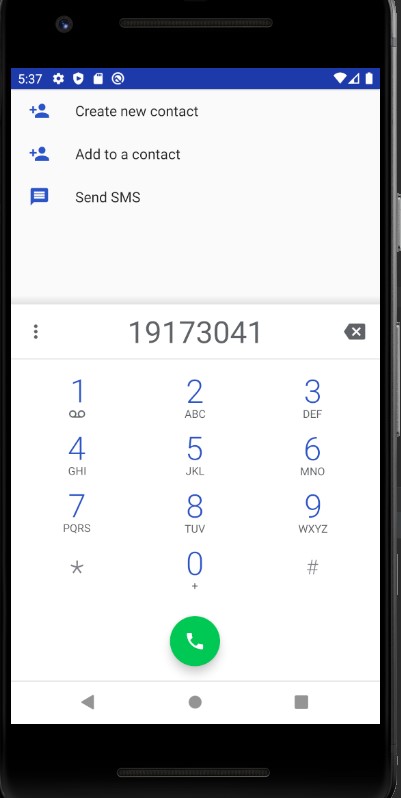 5:37
Create new contact
Add to a contact
Send SMS
19173041
1 2 3
ABC DEF
4 5 6
GHI JKL MNO
7 8 9
PQRS TUV WXYZ
* 0 #
+